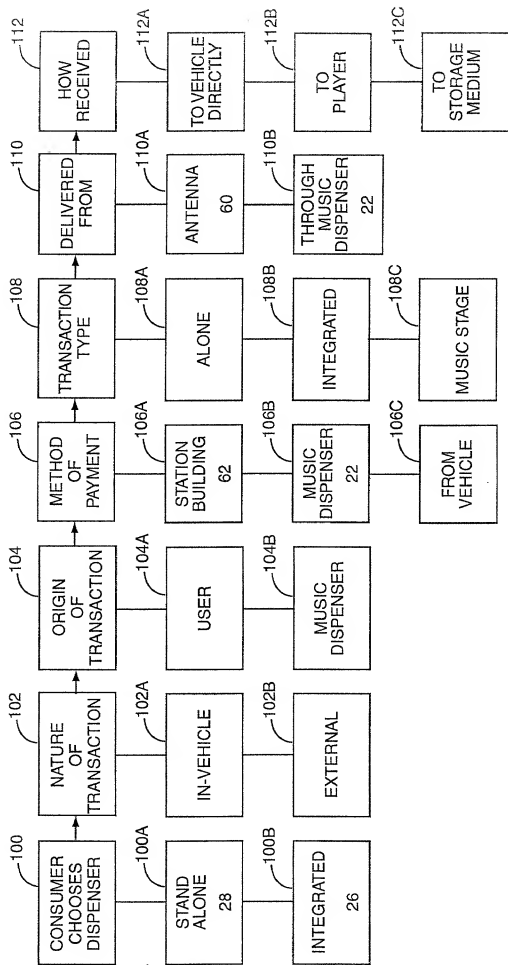 100
CONSUMER
CHOOSES
DISPENSER
100A
STAND
ALONE
28
100B
INTEGRATED
26
102
NATURE
OF
TRANSACTION
102A
IN-VEHICLE
102B
EXTERNAL
104
ORIGIN
OF
TRANSACTION
104A
USER
104B
MUSIC
DISPENSER
106
METHOD
OF
PAYMENT
106A
STATION
BUILDING
62
106B
MUSIC
DISPENSER
22
106C
FROM
VEHICLE
108
TRANSACTION
TYPE
108A
ALONE
108B
INTEGRATED
108C
MUSIC STAGE
110
DELIVERED
FROM
110A
ANTENNA
60
110B
THROUGH
MUSIC
DISPENSER
22
112
HOW
RECEIVED
112A
TO VEHICLE
DIRECTLY
112B
TO
PLAYER
112C
TO
STORAGE
MEDIUM